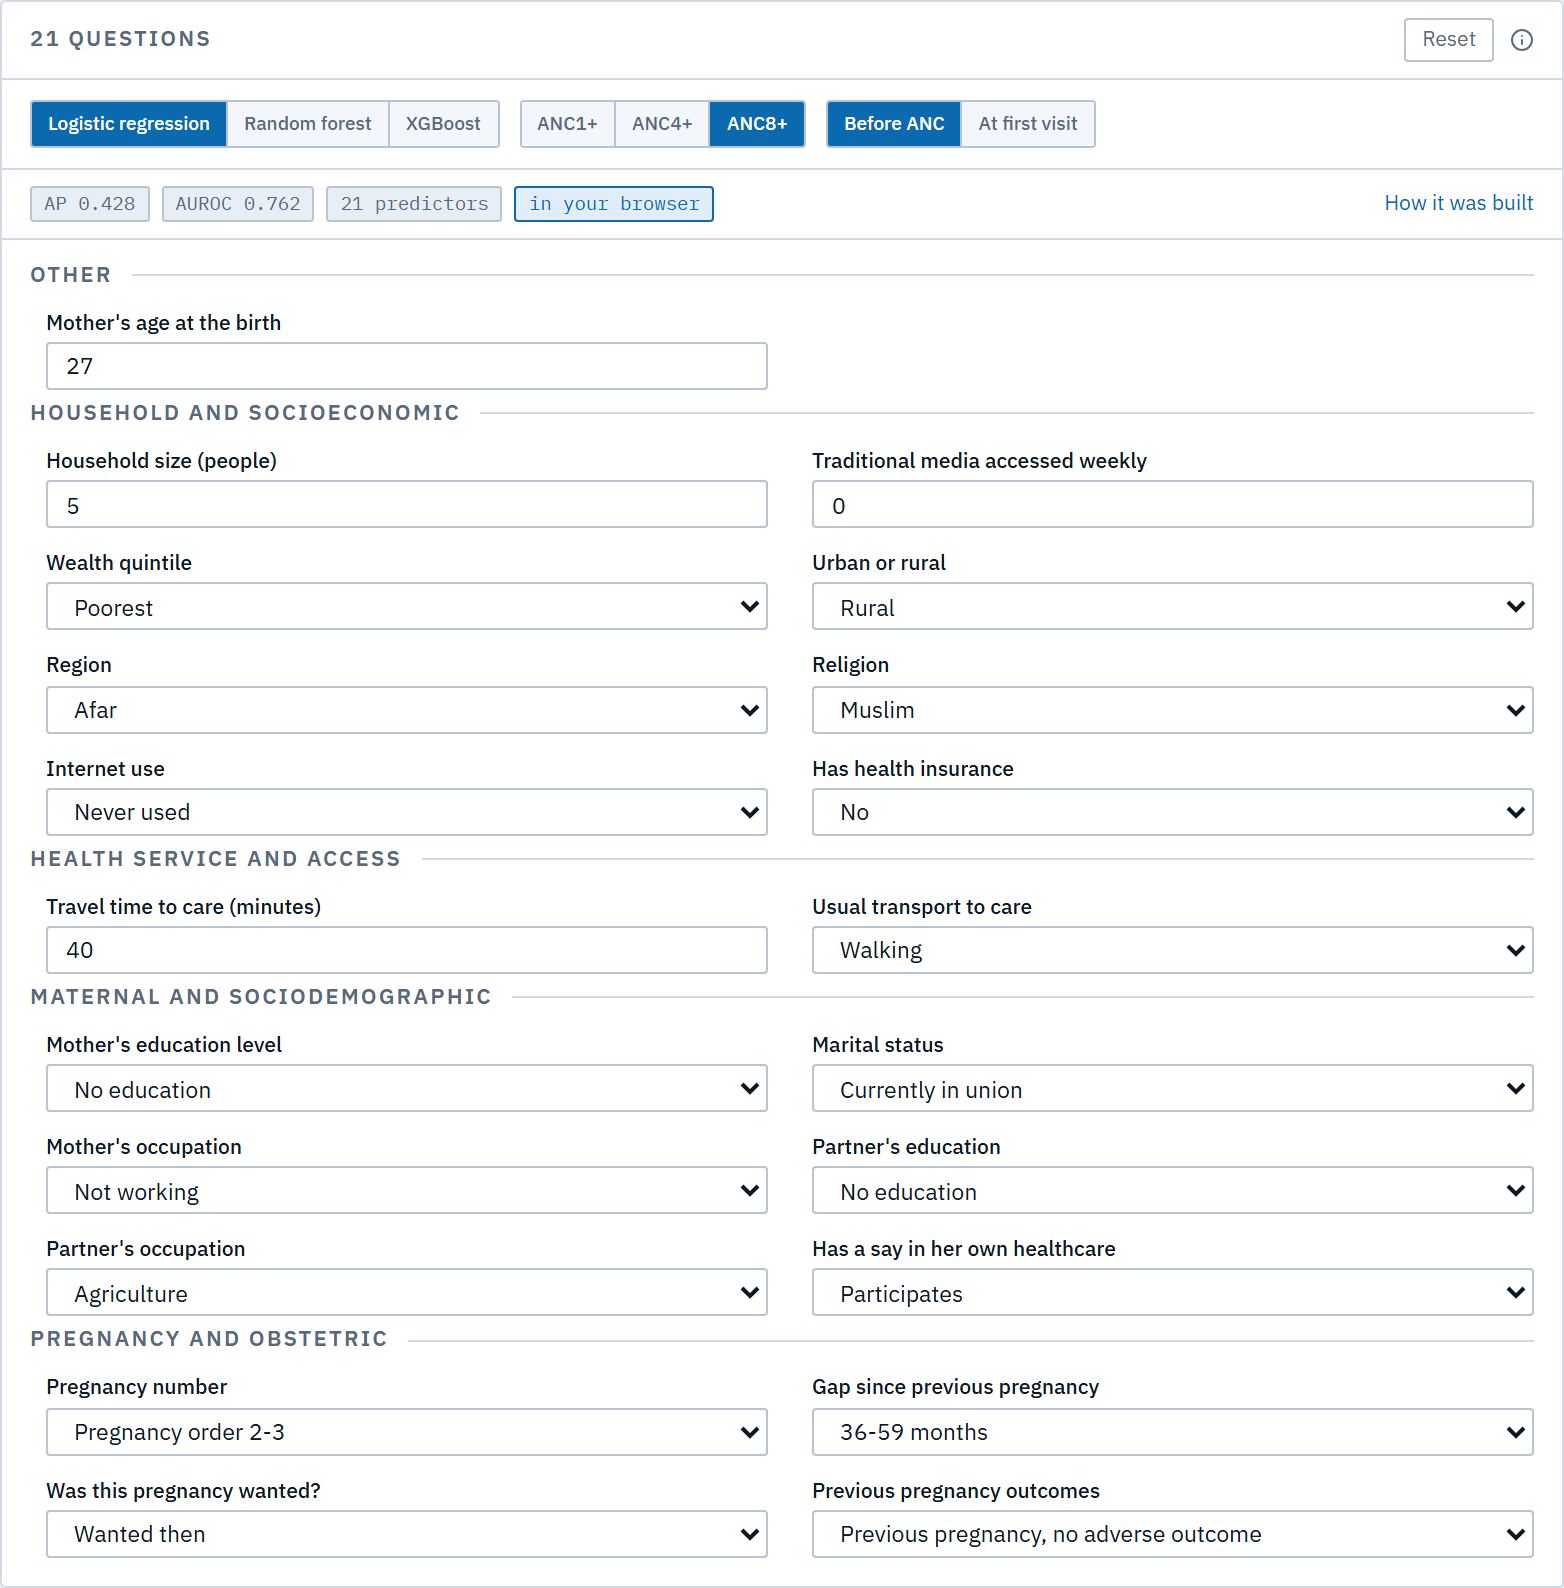 21 QUESTIONS
Reset
Logistic regression Random forest XGBoost ANC1+ ANC4+ ANC8+ Before ANC At first visit
AP 0.428 AUROC 0.762 21 predictors in your browser How it was built
OTHER
Mother's age at the birth
27
HOUSEHOLD AND SOCIOECONOMIC
Household size (people) Traditional media accessed weekly
5 0
Wealth quintile Urban or rural
Poorest Rural
Region Religion
Afar Muslim
Internet use Has health insurance
Never used No
HEALTH SERVICE AND ACCESS
Travel time to care (minutes) Usual transport to care
40 Walking
MATERNAL AND SOCIODEMOGRAPHIC
Mother's education level Marital status
No education Currently in union
Mother's occupation Partner's education
Not working No education
Partner's occupation Has a say in her own healthcare
Agriculture Participates
PREGNANCY AND OBSTETRIC
Pregnancy number Gap since previous pregnancy
Pregnancy order 2-3 36-59 months
Was this pregnancy wanted? Previous pregnancy outcomes
Wanted then Previous pregnancy, no adverse outcome